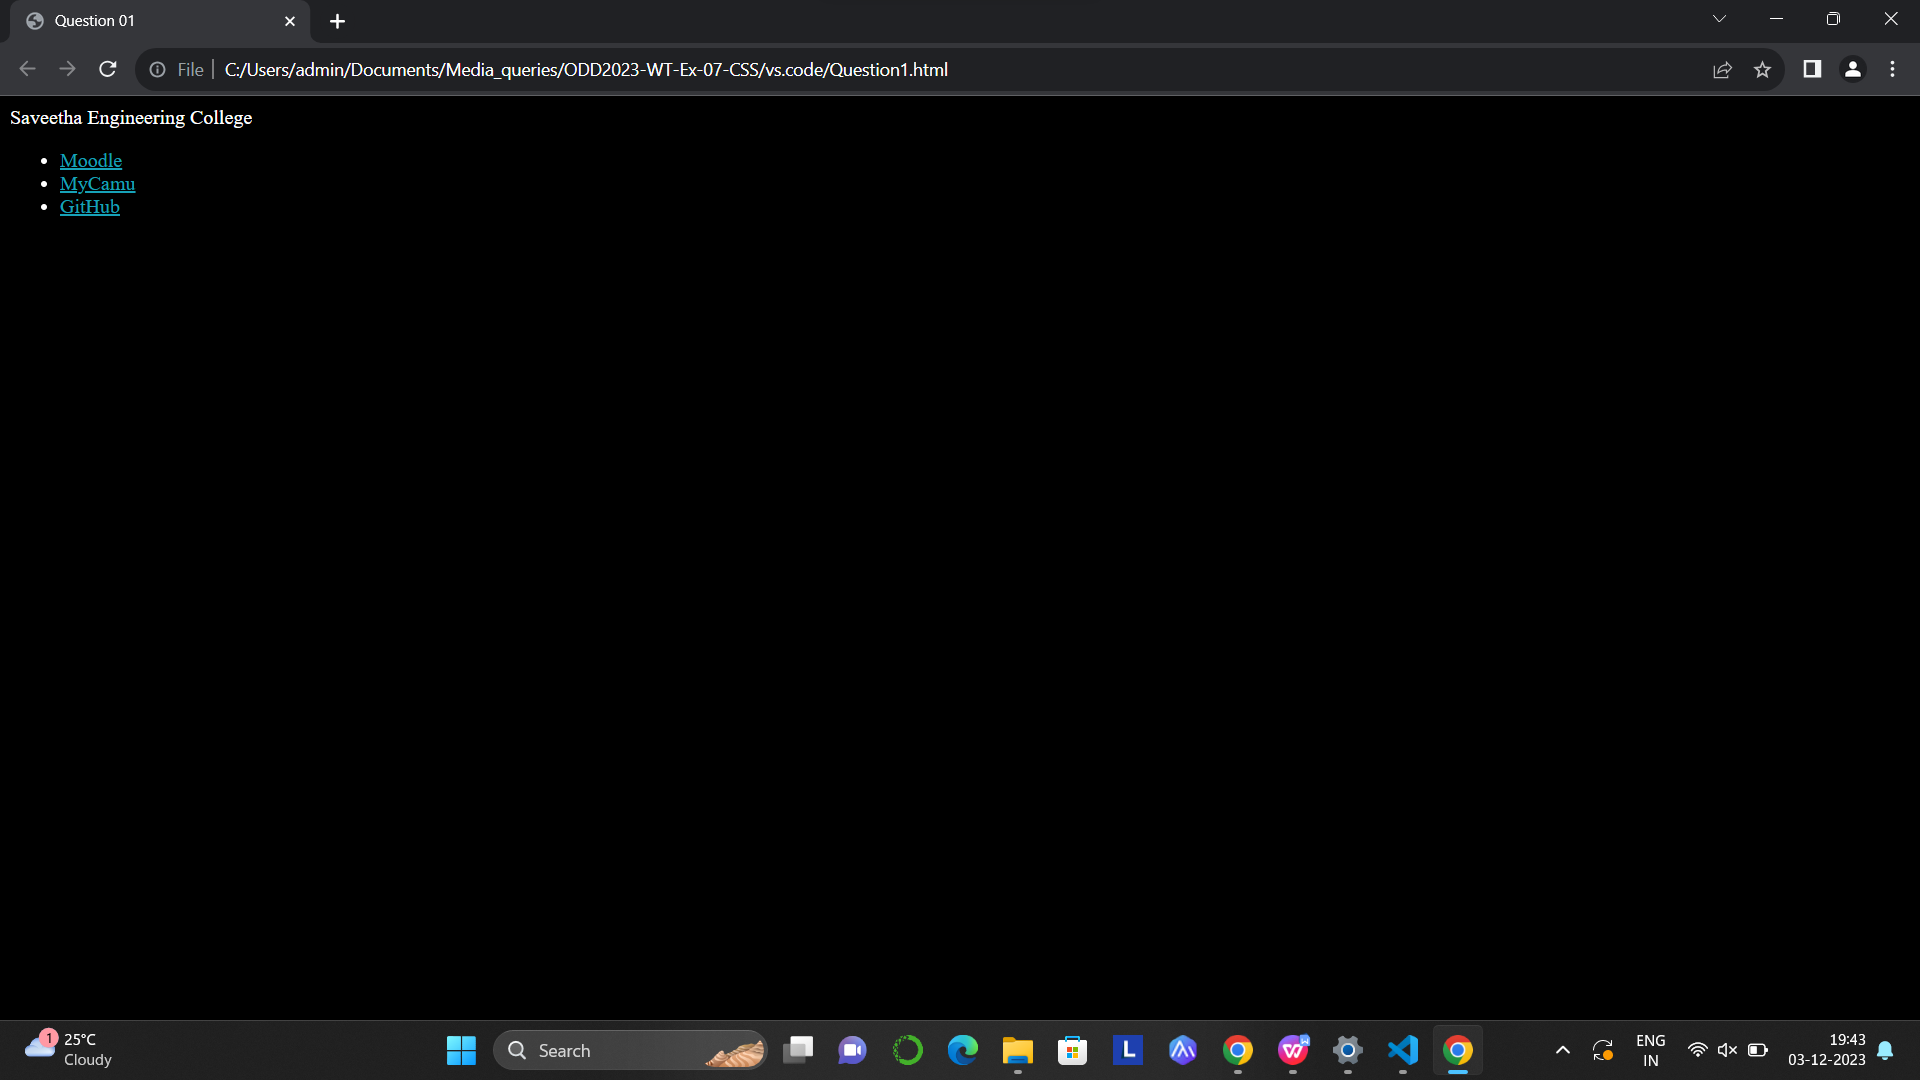 Question 01
File
C:/Users/admin/Documents/Media_queries/ODD2023-WT-Ex-07-CSS/vs.code/Question1.html
Saveetha Engineering College
Moodle
MyCamu
GitHub
1
25°C
Cloudy
Search
L
W
ENG
IN
19:43
03-12-2023